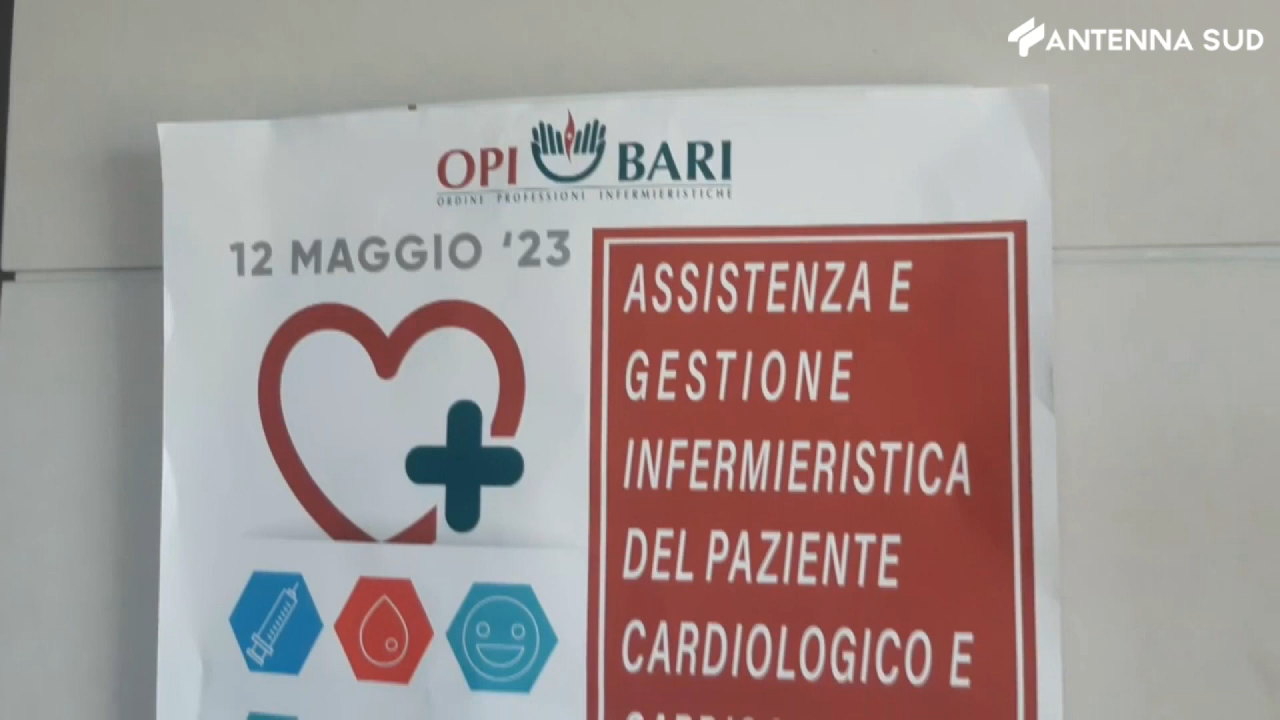 ANTENNA SUD
OPI BARI
ORDINE PROFESSIONI INFERMIERISTICHE
12 MAGGIO '23
ASSISTENZA E
GESTIONE
INFERMIERISTICA
DEL PAZIENTE
CARDIOLOGICO E